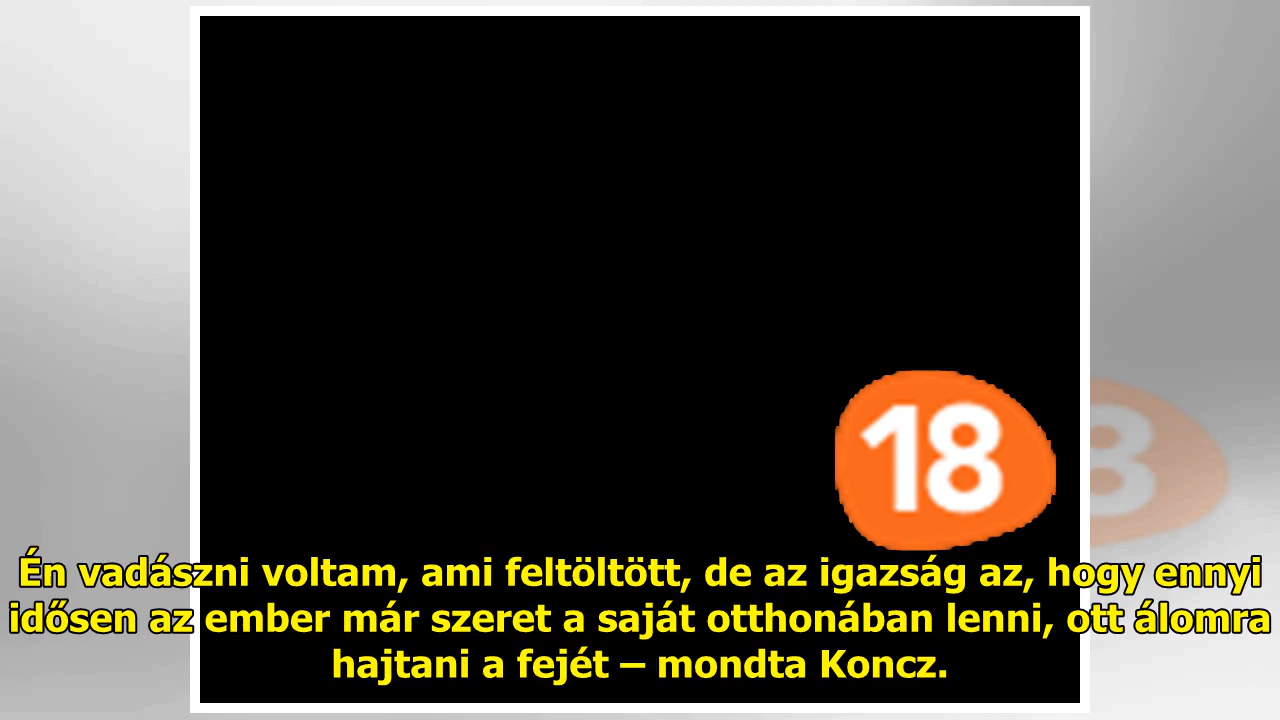 18
8
Én vadászni voltam, ami feltöltött, de az igazság az, hogy ennyi
idősen az ember már szeret a saját otthonában lenni, ott álomra
hajtani a fejét – mondta Koncz.